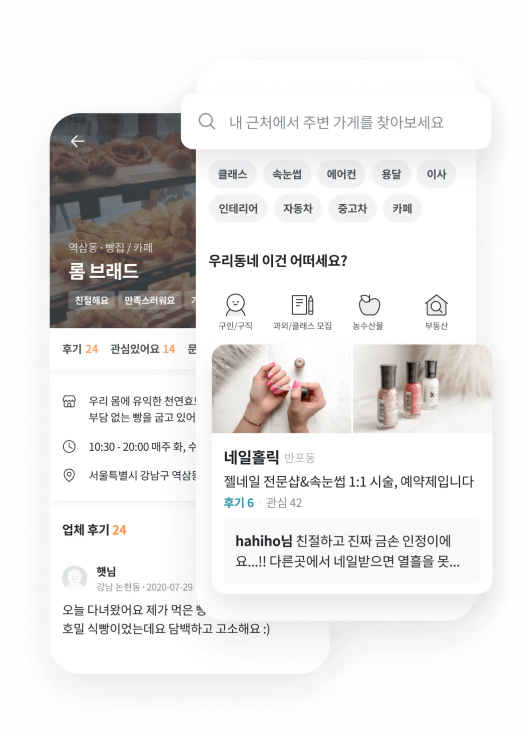 내 근처에서 주변 가게를 찾아보세요
클래스 속눈썹 에어컨 용달 이사
인테리어 자동차 중고차 카페
우리동네 이건 어떠세요?
구인/구직 과외/클래스 모집 농수산물 부동산
네일홀릭 반포동
젤네일 전문샵&속눈썹 1:1 시술, 예약제입니다
후기 6 · 관심 42
hahiho님 친절하고 진짜 금손 인정이에
요...!! 다른곳에서 네일받으면 열흘을 못...
역삼동 • 빵집 / 카페
롬 브래드
친절해요 만족스러워요
후기 24 관심있어요 14
우리 몸에 유익한 천연효
부담 없는 빵을 굽고 있어
10:30 - 20:00 매주 화, 수
서울특별시 강남구 역삼동
업체 후기 24
햇님
강남 논현동 • 2020-07-29
오늘 다녀왔어요 제가 먹은 빵
호밀 식빵이었는데요 담백하고 고소해요 :)